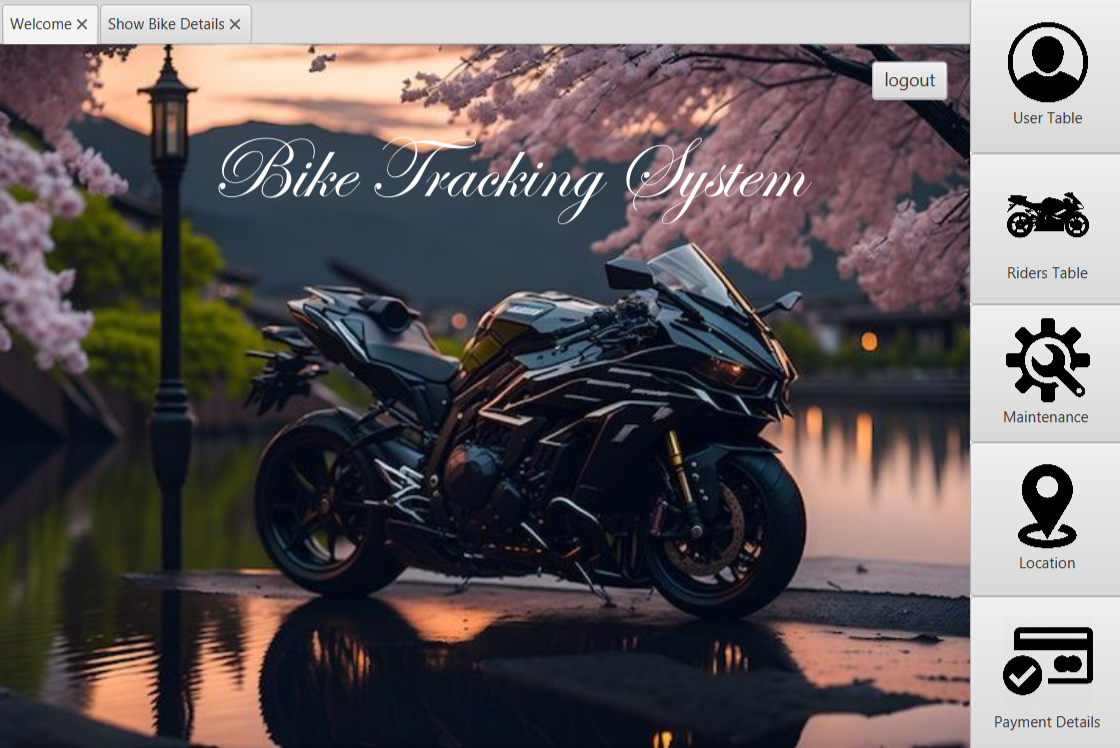 Welcome
Show Bike Details
logout
Bike Tracking System
User Table
Riders Table
Maintenance
Location
Payment Details